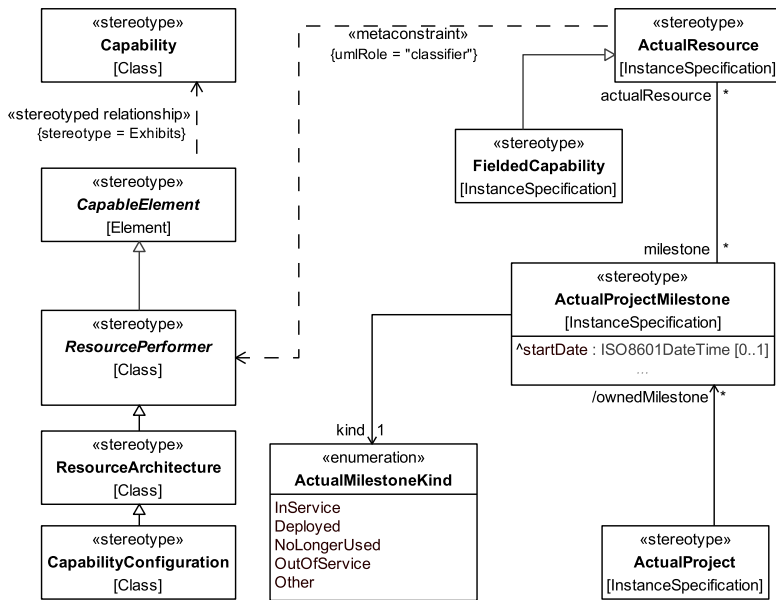 «stereotype»
Capability
[Class]
«stereotyped relationship»
{stereotype = Exhibits}
«stereotype»
CapableElement
[Element]
«stereotype»
ResourcePerformer
[Class]
«stereotype»
ResourceArchitecture
[Class]
«stereotype»
CapabilityConfiguration
[Class]
«metaconstraint»
{umlRole = "classifier"}
«stereotype»
ActualResource
[InstanceSpecification]
actualResource *
«stereotype»
FieldedCapability
[InstanceSpecification]
milestone *
«stereotype»
ActualProjectMilestone
[InstanceSpecification]
^startDate : ISO8601DateTime [0..1]
...
/ownedMilestone *
kind 1
«enumeration»
ActualMilestoneKind
InService
Deployed
NoLongerUsed
OutOfService
Other
«stereotype»
ActualProject
[InstanceSpecification]